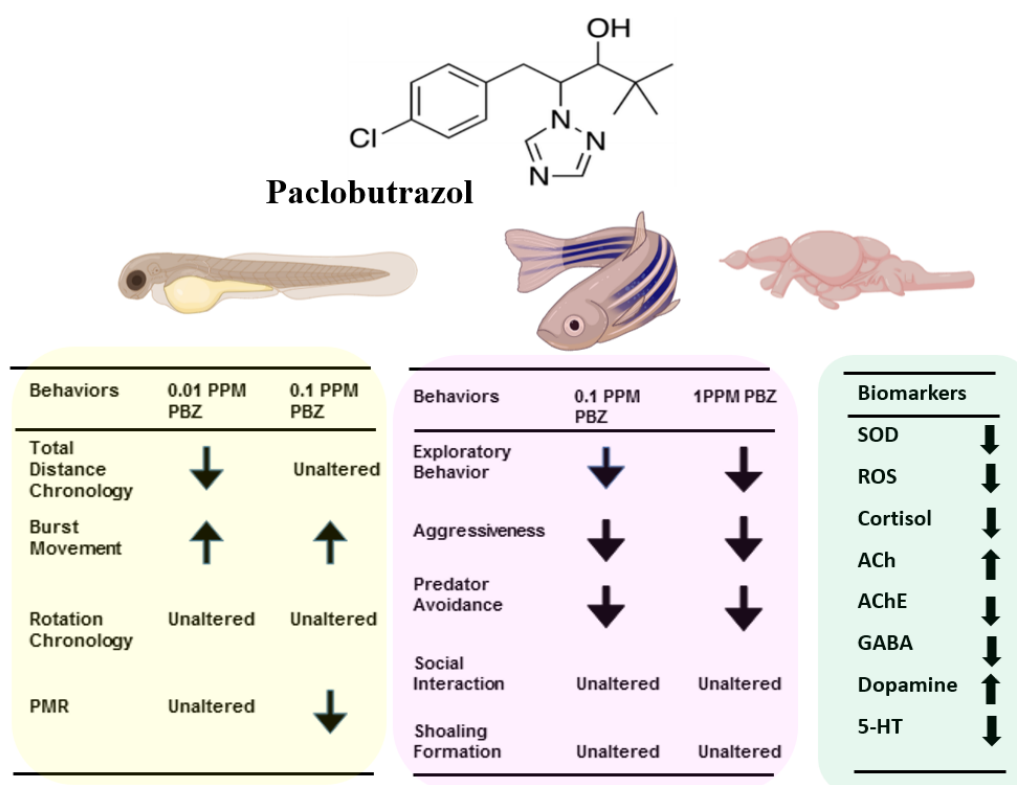 OH
Cl
N
N
N
Paclobutrazol
Behaviors 0.01 PPM PBZ 0.1 PPM PBZ
Total Distance Chronology Unaltered
Burst Movement
Rotation Chronology Unaltered Unaltered
PMR Unaltered
Behaviors 0.1 PPM PBZ 1PPM PBZ
Exploratory Behavior
Aggressiveness
Predator Avoidance
Social Interaction Unaltered Unaltered
Shoaling Formation Unaltered Unaltered
Biomarkers
SOD
ROS
Cortisol
ACh
AChE
GABA
Dopamine
5-HT